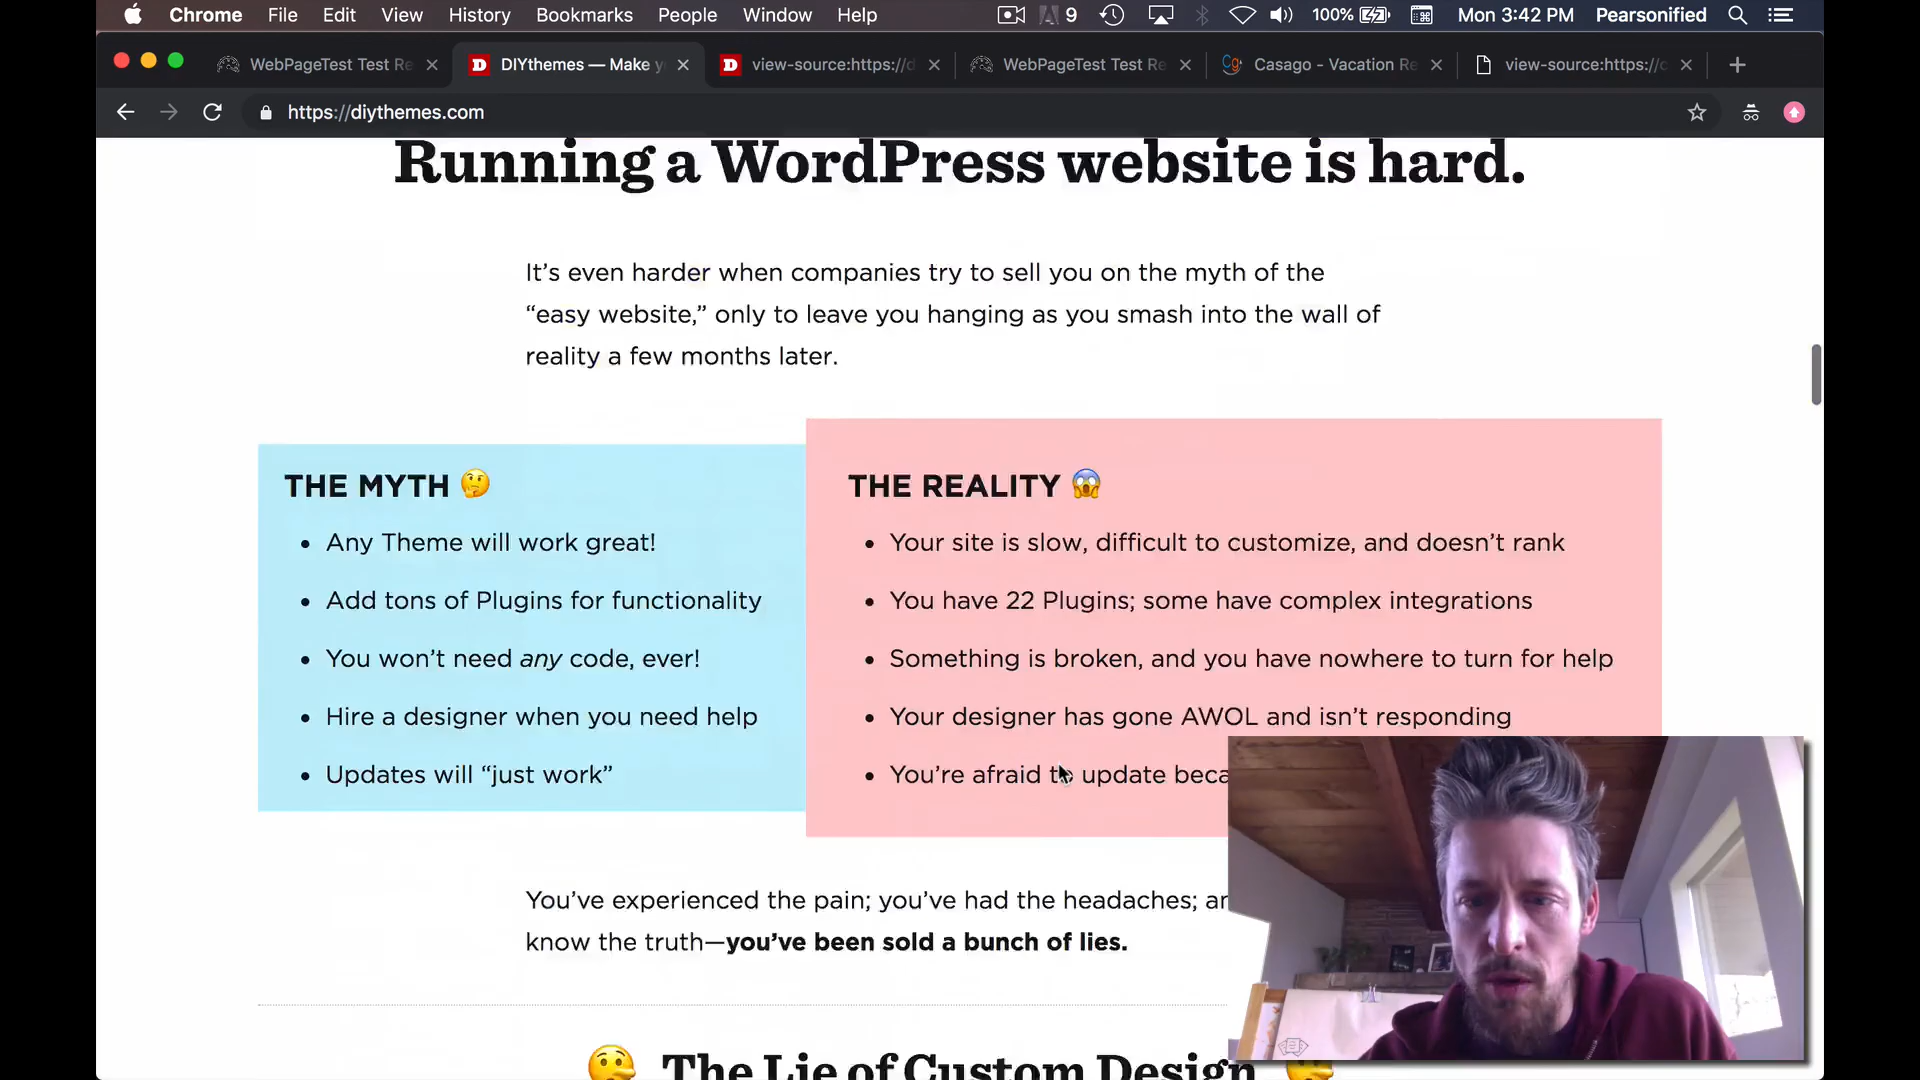 Chrome File Edit View History Bookmarks People Window Help 9 100% Mon 3:42 PM Pearsonified
WebPageTest Test Re DIYthemes — Make y view-source:https://d WebPageTest Test Re Casago - Vacation Re view-source:https://c
https://diythemes.com
Running a WordPress website is hard.
It’s even harder when companies try to sell you on the myth of the
“easy website,” only to leave you hanging as you smash into the wall of
reality a few months later.
THE MYTH 🤔
• Any Theme will work great!
• Add tons of Plugins for functionality
• You won’t need any code, ever!
• Hire a designer when you need help
• Updates will “just work”
THE REALITY 😱
• Your site is slow, difficult to customize, and doesn’t rank
• You have 22 Plugins; some have complex integrations
• Something is broken, and you have nowhere to turn for help
• Your designer has gone AWOL and isn’t responding
• You’re afraid to update beca
You’ve experienced the pain; you’ve had the headaches; an
know the truth—you’ve been sold a bunch of lies.
The Lie of Custom Design